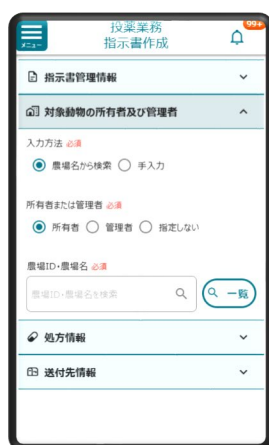 投薬業務
指示書作成
99+
メニュー
指示書管理情報
対象動物の所有者及び管理者
入力方法 必須
農場名から検索 手入力
所有者または管理者 必須
所有者 管理者 指定しない
農場ID・農場名 必須
農場ID・農場名を検索
一覧
処方情報
送付先情報